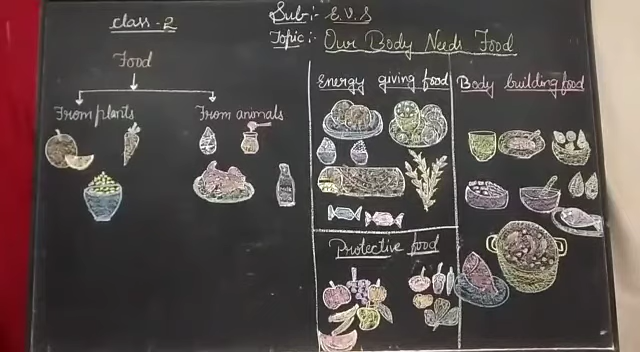 class-2
Sub:- E.V.S
Topic:- Our Body Needs Food
Food
From plants
From animals
Energy giving food
Body building food
Protective food